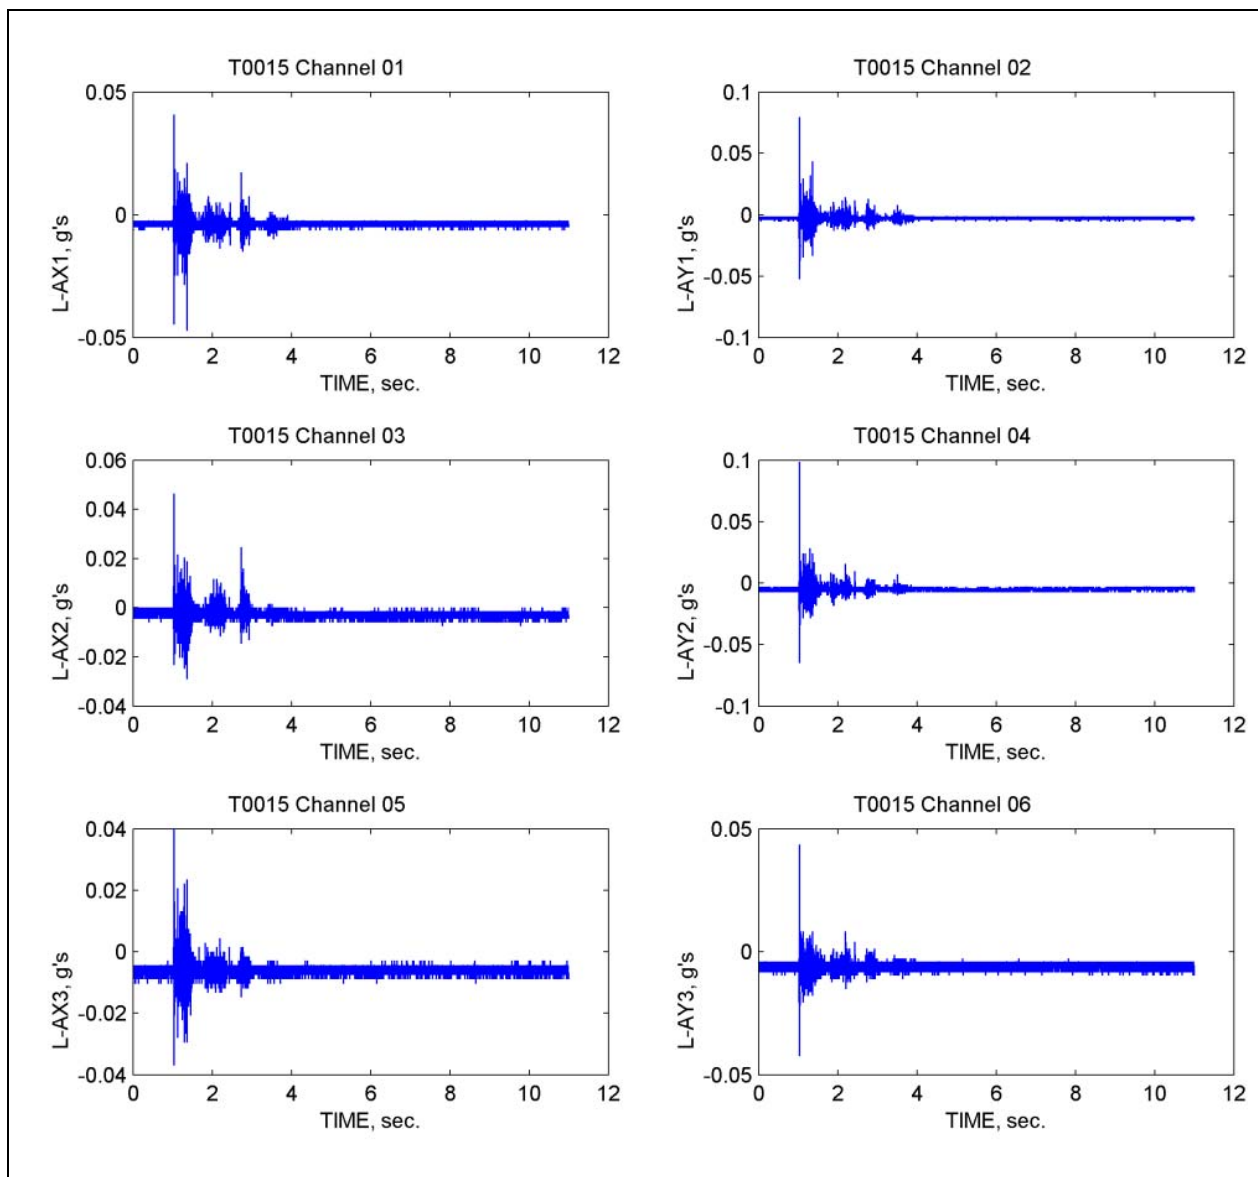 T0015 Channel 01
0.05
0
-0.05
L-AX1, g's
0 2 4 6 8 10 12
TIME, sec.
T0015 Channel 02
0.1
0.05
0
-0.05
-0.1
L-AY1, g's
0 2 4 6 8 10 12
TIME, sec.
T0015 Channel 03
0.06
0.04
0.02
0
-0.02
-0.04
L-AX2, g's
0 2 4 6 8 10 12
TIME, sec.
T0015 Channel 04
0.1
0.05
0
-0.05
-0.1
L-AY2, g's
0 2 4 6 8 10 12
TIME, sec.
T0015 Channel 05
0.04
0.02
0
-0.02
-0.04
L-AX3, g's
0 2 4 6 8 10 12
TIME, sec.
T0015 Channel 06
0.05
0
-0.05
L-AY3, g's
0 2 4 6 8 10 12
TIME, sec.